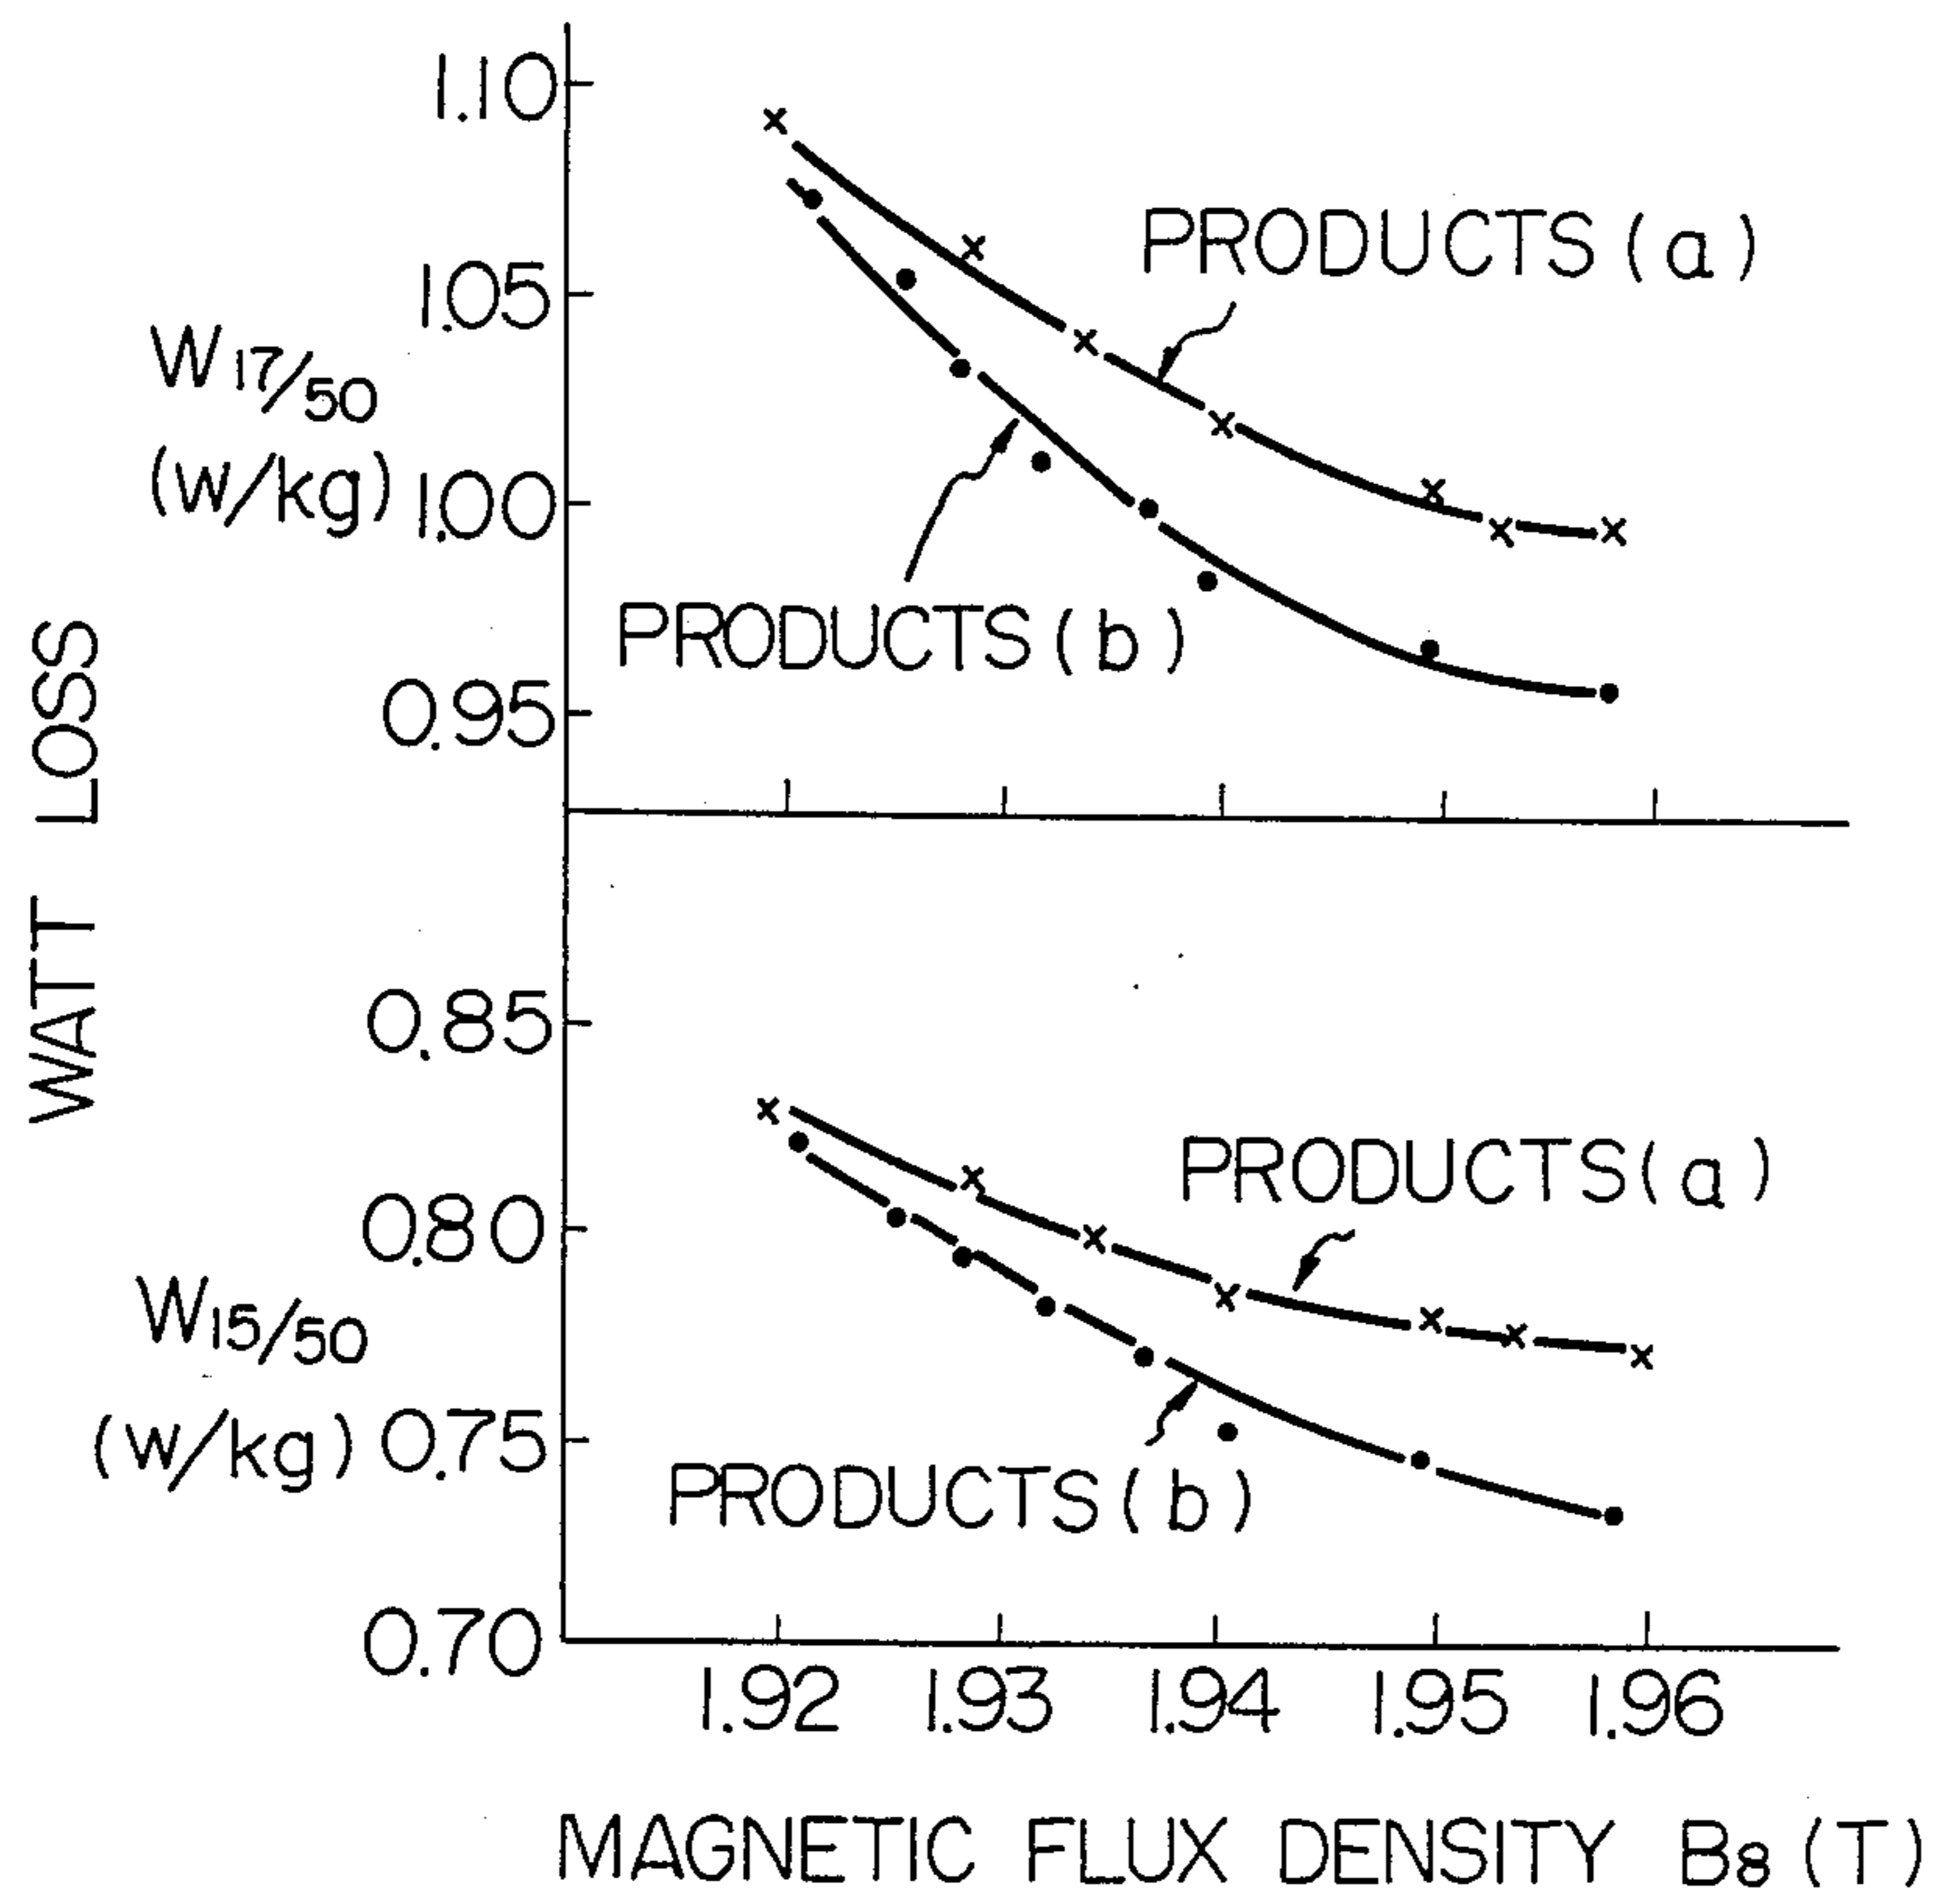 1.10
PRODUCTS (a)
1.05
W17/50
(w/kg)
1.00
PRODUCTS (b)
0.95
WATT LOSS
0.85
PRODUCTS (a)
0.80
W15/50
(w/kg)
0.75
PRODUCTS (b)
0.70
1.92 1.93 1.94 1.95 1.96
MAGNETIC FLUX DENSITY B8 (T)